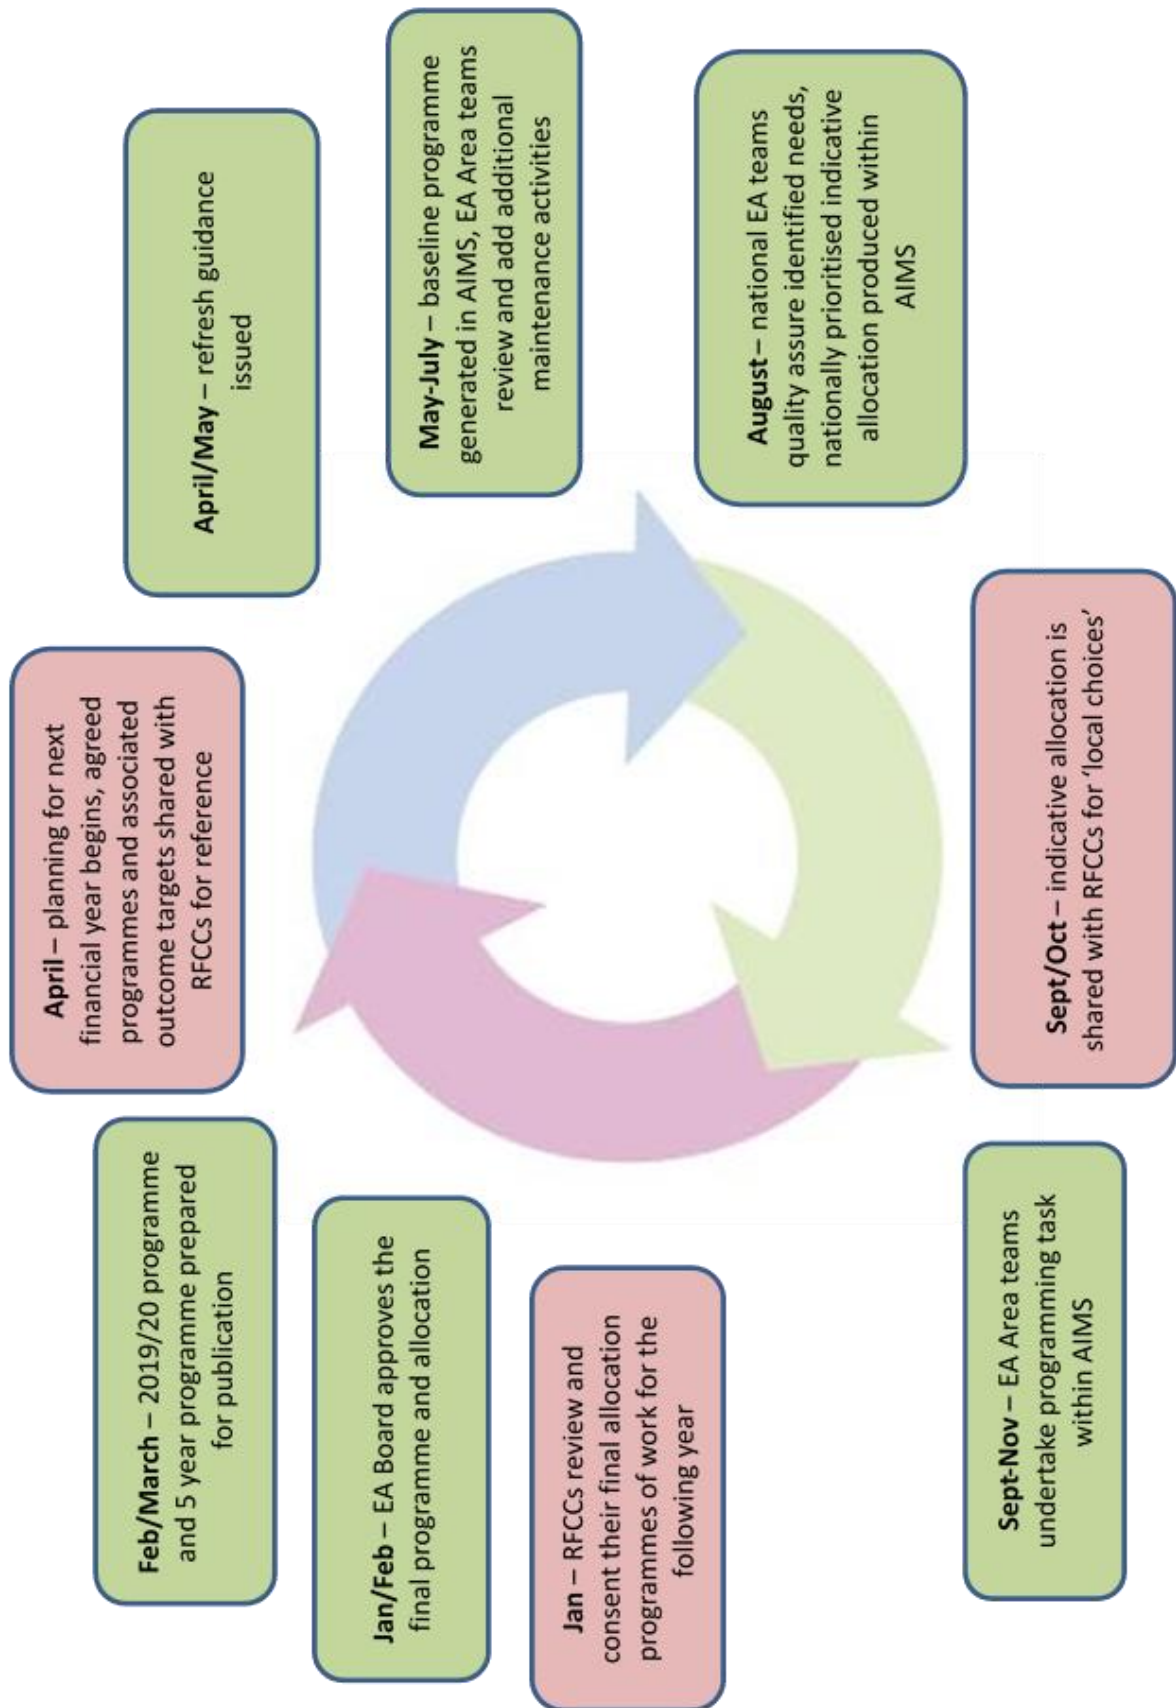 April – planning for next
financial year begins, agreed
programmes and associated
outcome targets shared with
RFCCs for reference
April/May – refresh guidance
issued
May-July – baseline programme
generated in AIMS, EA Area teams
review and add additional
maintenance activities
August – national EA teams
quality assure identified needs,
nationally prioritised indicative
allocation produced within
AIMS
Sept/Oct – indicative allocation is
shared with RFCCs for ‘local choices’
Sept-Nov – EA Area teams
undertake programming task
within AIMS
Jan – RFCCs review and
consent their final allocation
programmes of work for the
following year
Jan/Feb – EA Board approves the
final programme and allocation
Feb/March – 2019/20 programme
and 5 year programme prepared
for publication